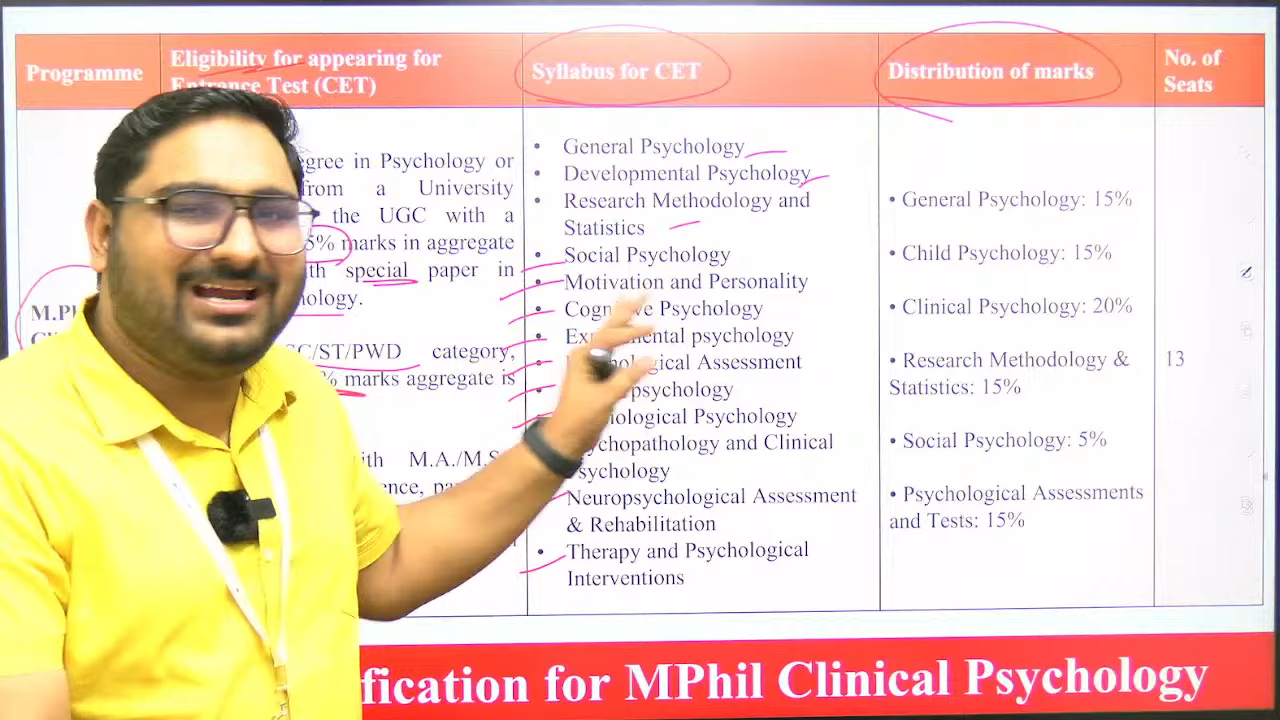 Programme
Eligibility for appearing for
Entrance Test (CET)
Syllabus for CET
Distribution of marks
No. of
Seats
in Psychology or
from a University
the UGC with a
marks in aggregate
special paper in
SC/ST/PWD category,
% marks aggregate is
M.A./M.S
• General Psychology
• Developmental Psychology
• Research Methodology and
Statistics
• Social Psychology
• Motivation and Personality
• Psychology
• psychology
• Assessment
•
• Psychology
Psychopathology and Clinical
Psychology
Neuropsychological Assessment
& Rehabilitation
• Therapy and Psychological
Interventions
• General Psychology: 15%
• Child Psychology: 15%
• Clinical Psychology: 20%
• Research Methodology &
Statistics: 15%
• Social Psychology: 5%
• Psychological Assessments
and Tests: 15%
13
for MPhil Clinical Psychology